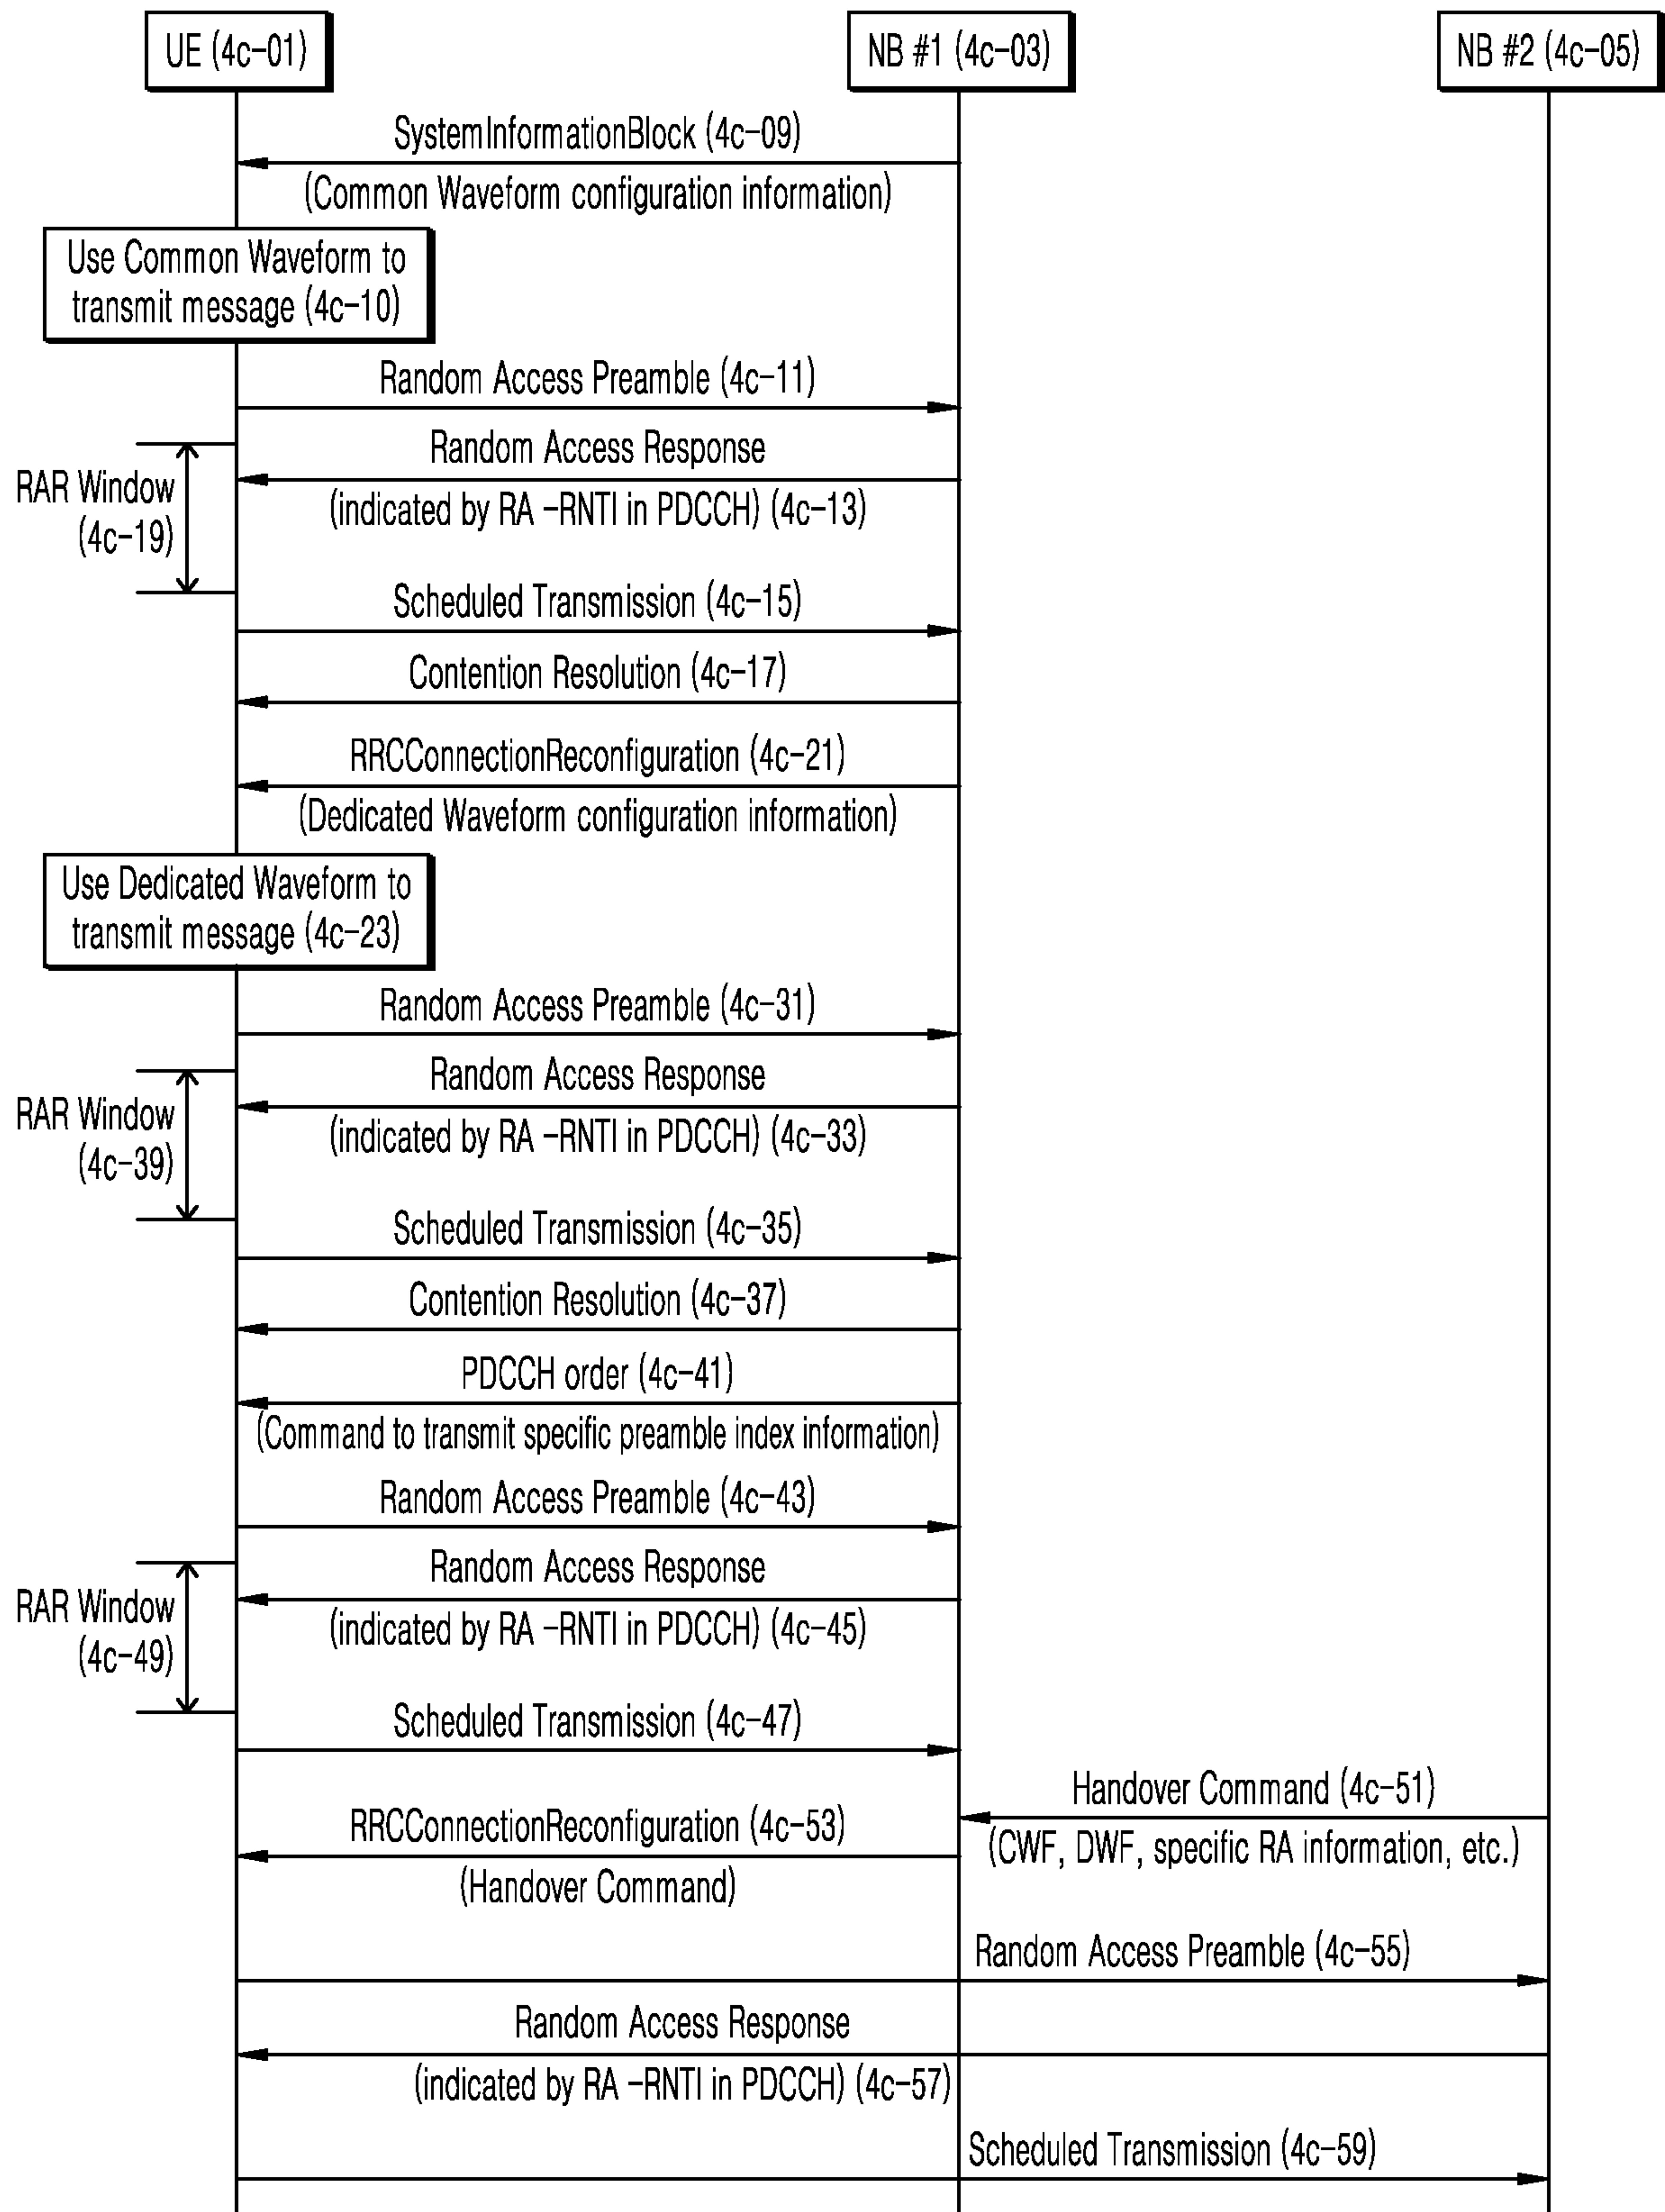 UE (4c-01)
NB #1 (4c-03)
NB #2 (4c-05)
SystemInformationBlock (4c-09)
(Common Waveform configuration information)
Use Common Waveform to
transmit message (4c-10)
Random Access Preamble (4c-11)
Random Access Response
(indicated by RA -RNTI in PDCCH) (4c-13)
RAR Window
(4c-19)
Scheduled Transmission (4c-15)
Contention Resolution (4c-17)
RRCConnectionReconfiguration (4c-21)
(Dedicated Waveform configuration information)
Use Dedicated Waveform to
transmit message (4c-23)
Random Access Preamble (4c-31)
Random Access Response
(indicated by RA -RNTI in PDCCH) (4c-33)
RAR Window
(4c-39)
Scheduled Transmission (4c-35)
Contention Resolution (4c-37)
PDCCH order (4c-41)
(Command to transmit specific preamble index information)
Random Access Preamble (4c-43)
Random Access Response
(indicated by RA -RNTI in PDCCH) (4c-45)
RAR Window
(4c-49)
Scheduled Transmission (4c-47)
Handover Command (4c-51)
(CWF, DWF, specific RA information, etc.)
RRCConnectionReconfiguration (4c-53)
(Handover Command)
Random Access Preamble (4c-55)
Random Access Response
(indicated by RA -RNTI in PDCCH) (4c-57)
Scheduled Transmission (4c-59)